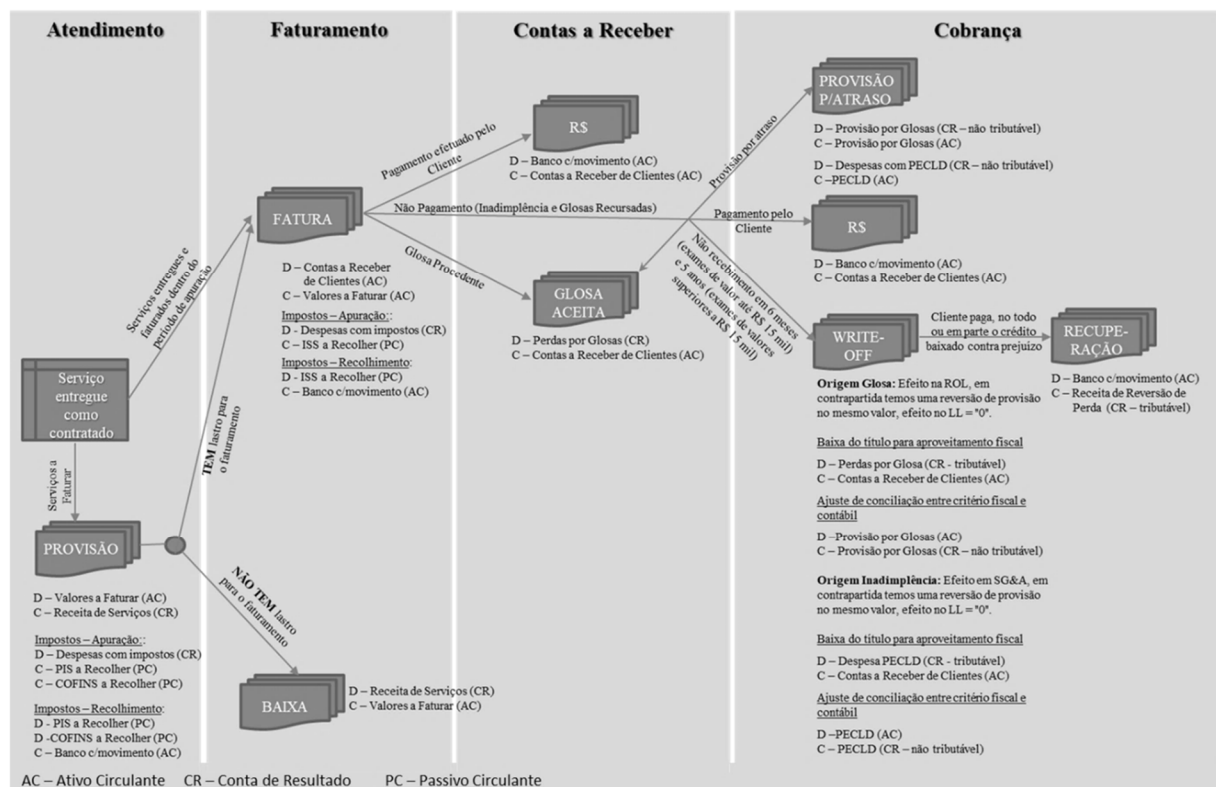 Atendimento
Serviços entregues e
faturados dentro do
período de apuração
Serviço
entregue
como
contratado
Serviços a
Faturar
PROVISÃO
D – Valores a Faturar (AC)
C – Receita de Serviços (CR)
Impostos – Apuração::
D – Despesas com impostos (CR)
C – PIS a Recolher (PC)
C – COFINS a Recolher (PC)
Impostos – Recolhimento:
D - PIS a Recolher (PC)
D -COFINS a Recolher (PC)
C – Banco c/movimento (AC)
Faturamento
FATURA
D – Contas a Receber
de Clientes (AC)
C – Valores a Faturar (AC)
Impostos – Apuração::
D - Despesas com impostos (CR)
C – ISS a Recolher (PC)
Impostos – Recolhimento:
D - ISS a Recolher (PC)
C – Banco c/movimento (AC)
TEM lastro para
o faturamento
NÃO TEM lastro
para o faturamento
BAIXA
D – Receita de Serviços (CR)
C – Valores a Faturar (AC)
Contas a Receber
Pagamento efetuado pelo
Cliente
R$
D – Banco c/movimento (AC)
C – Contas a Receber de Clientes (AC)
Não Pagamento (Inadimplência e Glosas Recursadas)
Glosa Procedente
GLOSA
ACEITA
D – Perdas por Glosas (CR)
C – Contas a Receber de Clientes (AC)
Cobrança
Provisão por atraso
PROVISÃO
P/ATRASO
D – Provisão por Glosas (CR – não tributável)
C – Provisão por Glosas (AC)
D – Despesas com PECLD (CR – não tributável)
C –PECLD (AC)
Pagamento pelo
Cliente
R$
D – Banco c/movimento (AC)
C – Contas a Receber de Clientes (AC)
Não recebimento em 6 meses
(exames de valor até R$ 15 mil)
e 5 anos (exames de valores
superiores a R$ 15 mil)
WRITE-
OFF
Cliente paga, no todo
ou em parte o crédito
baixado contra prejuizo
RECUPE-
RAÇÃO
D – Banco c/movimento (AC)
C – Receita de Reversão de
Perda (CR – tributável)
Origem Glosa: Efeito na ROL, em
contrapartida temos uma reversão de provisão
no mesmo valor, efeito no LL = "0".
Baixa do titulo para aproveitamento fiscal
D – Perdas por Glosa (CR - tributável)
C – Contas a Receber de Clientes (AC)
Ajuste de conciliação entre critério fiscal e
contábil
D –Provisão por Glosas (AC)
C – Provisão por Glosas (CR – não tributável)
Origem Inadimplência: Efeito em SG&A, em
contrapartida temos uma reversão de provisão
no mesmo valor, efeito no LL = "0".
Baixa do titulo para aproveitamento fiscal
D – Despesa PECLD (CR - tributável)
C – Contas a Receber de Clientes (AC)
Ajuste de conciliação entre critério fiscal e
contábil
D –PECLD (AC)
C – PECLD (CR – não tributável)
AC – Ativo Circulante CR – Conta de Resultado PC – Passivo Circulante